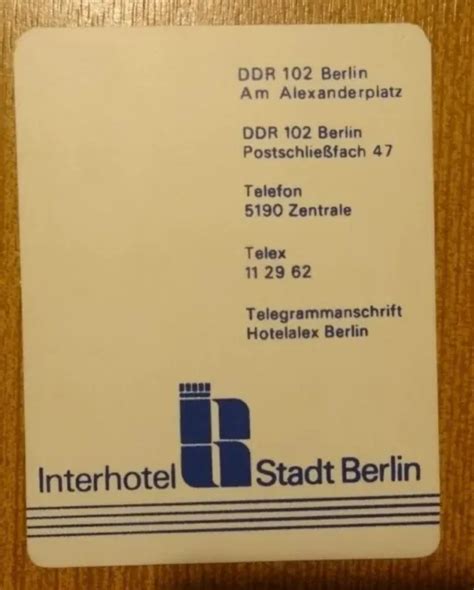 DDR 102 Berlin
Am Alexanderplatz
DDR 102 Berlin
Postschließfach 47
Telefon
5190 Zentrale
Telex
11 29 62
Telegrammanschrift
Hotelalex Berlin
Interhotel Stadt Berlin